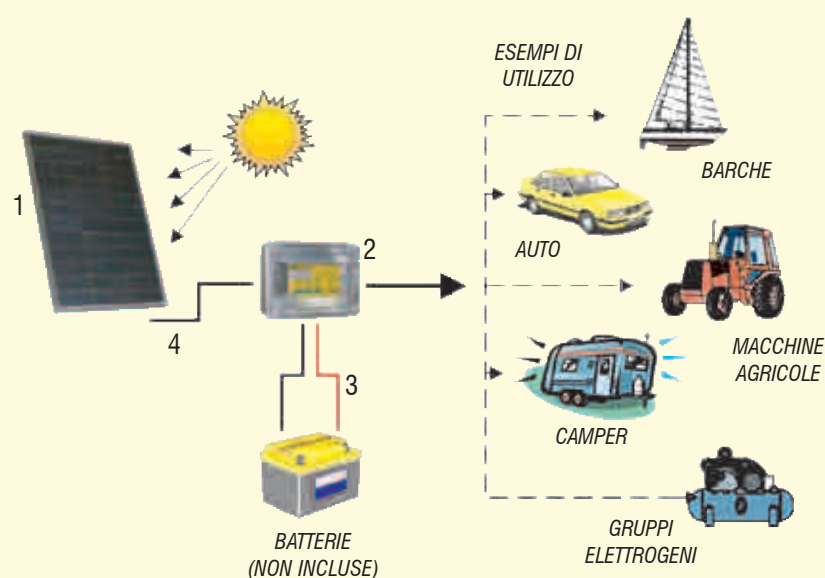 ESEMPI DI
UTILIZZO
BARCHE
1
2
AUTO
4
3
MACCHINE
AGRICOLE
CAMPER
BATTERIE
(NON INCLUSE)
GRUPPI
ELETTROGENI